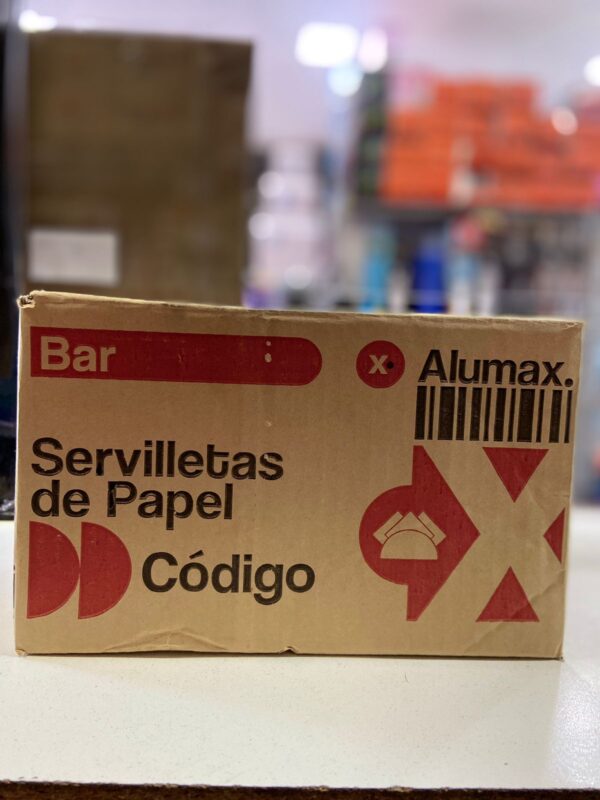 Bar
x
Alumax.
Servilletas
de Papel
Código